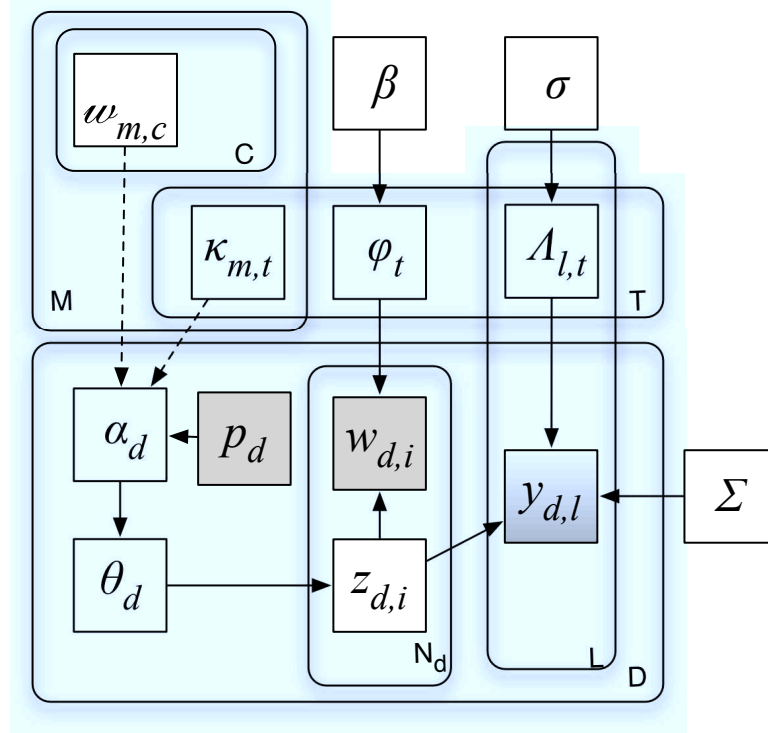 β
σ
w_{m,c}
C
κ_{m,t}
φ_t
Λ_{l,t}
M
T
α_d
p_d
w_{d,i}
y_{d,l}
Σ
θ_d
z_{d,i}
N_d
L
D